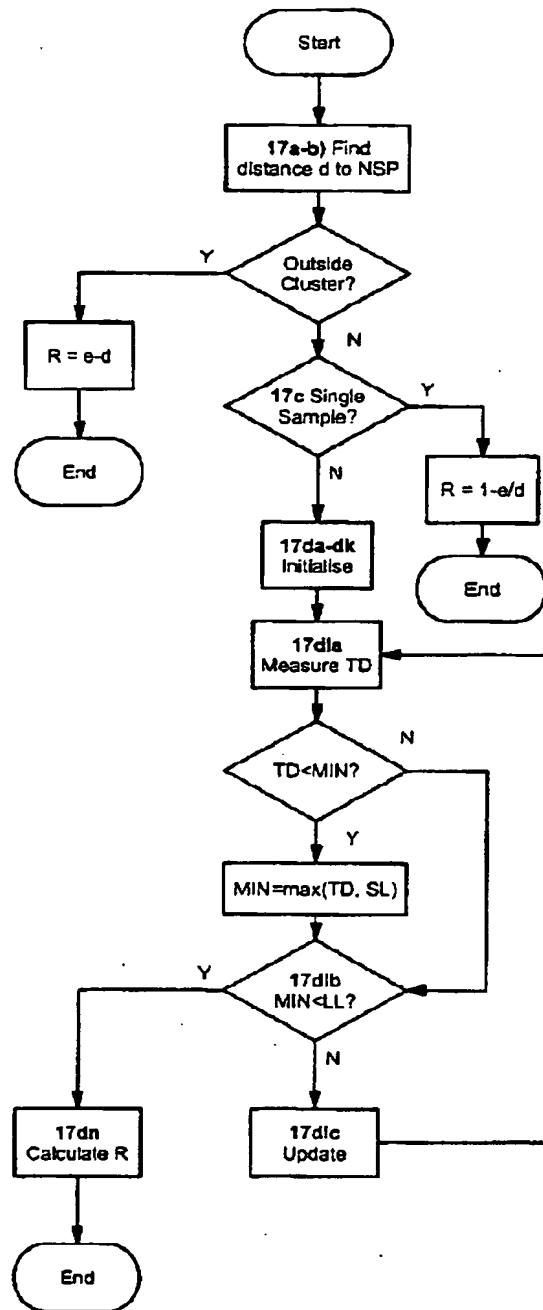 Start
17a-b) Find
distance d to NSP
Y
Outside
Cluster?
N
R = e-d
17c Single
Sample?
Y
End
N
R = 1-e/d
17da-dk
Initialise
End
17dla
Measure TD
N
TD<MIN?
Y
MIN=max(TD, SL)
Y
17dlb
MIN<LL?
N
17dn
Calculate R
17dlc
Update
End